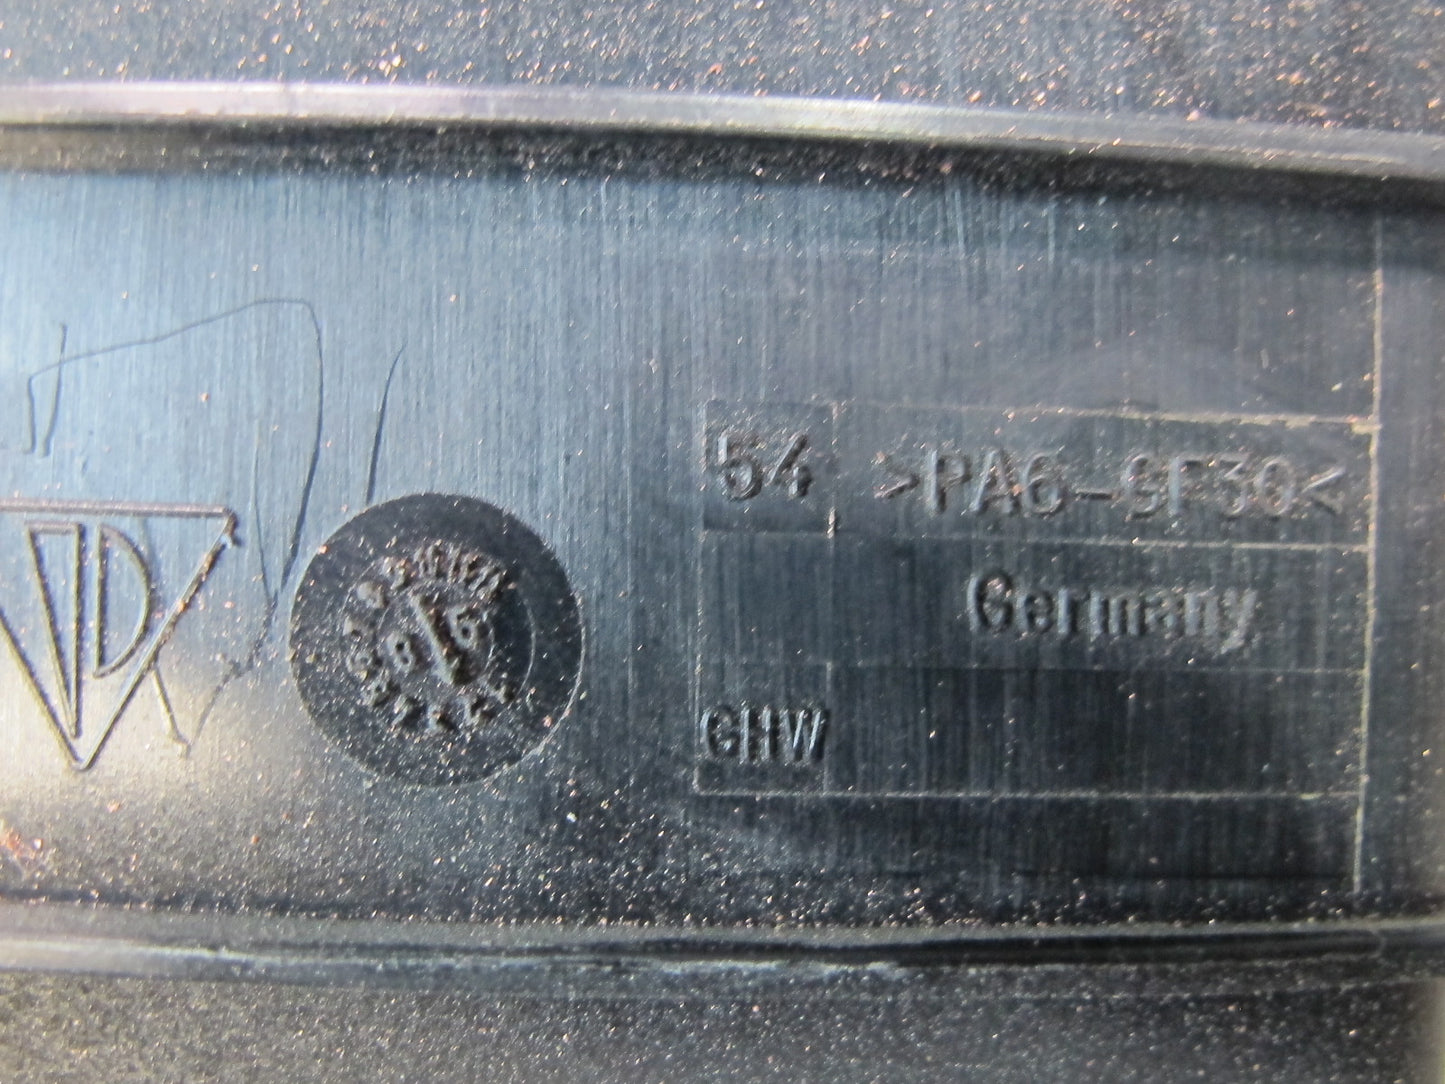 54 >PA6-GF30<
Germany
GHW